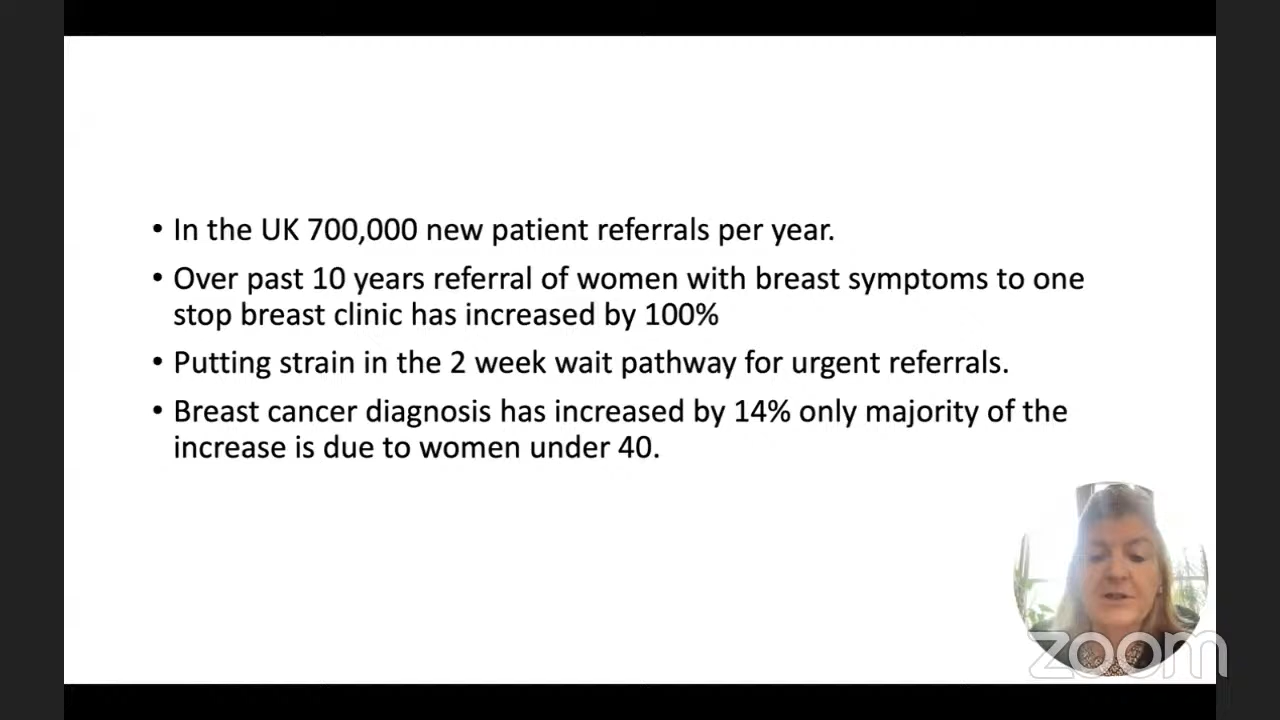 • In the UK 700,000 new patient referrals per year.
• Over past 10 years referral of women with breast symptoms to one
stop breast clinic has increased by 100%
• Putting strain in the 2 week wait pathway for urgent referrals.
• Breast cancer diagnosis has increased by 14% only majority of the
increase is due to women under 40.
zoom